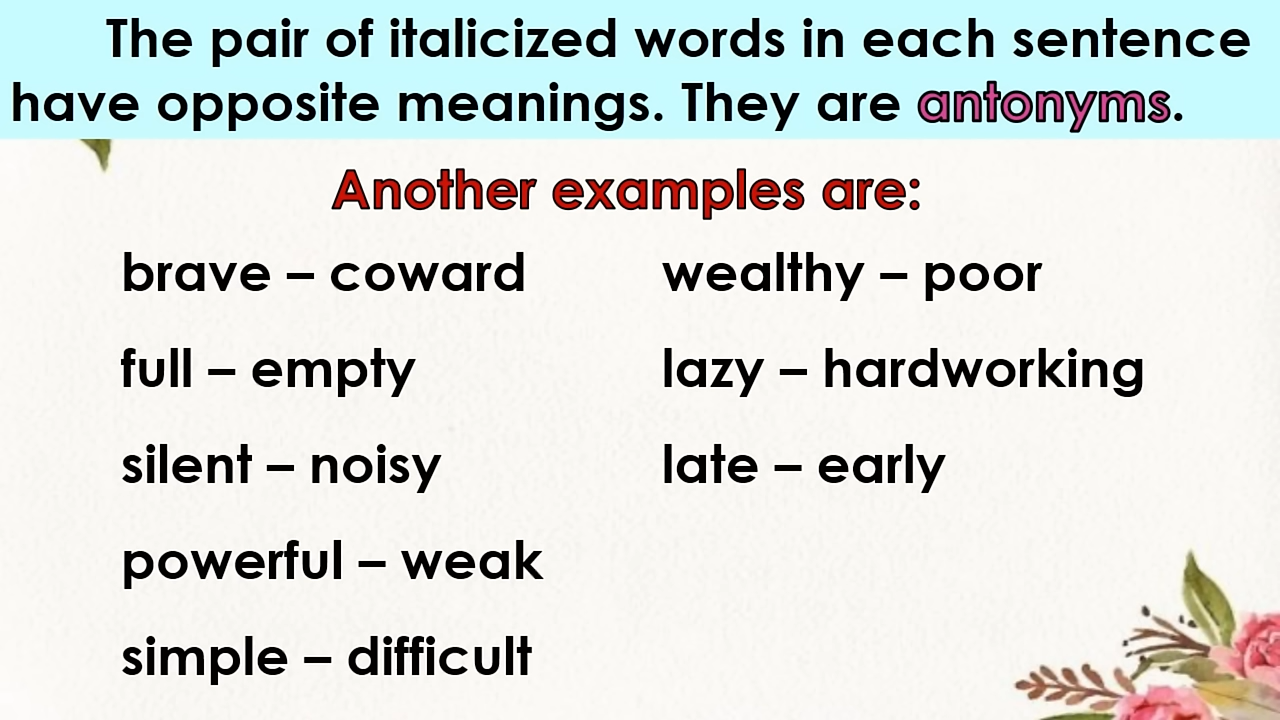 The pair of italicized words in each sentence
have opposite meanings. They are antonyms.
Another examples are:
brave – coward
full – empty
silent – noisy
powerful – weak
simple – difficult
wealthy – poor
lazy – hardworking
late – early